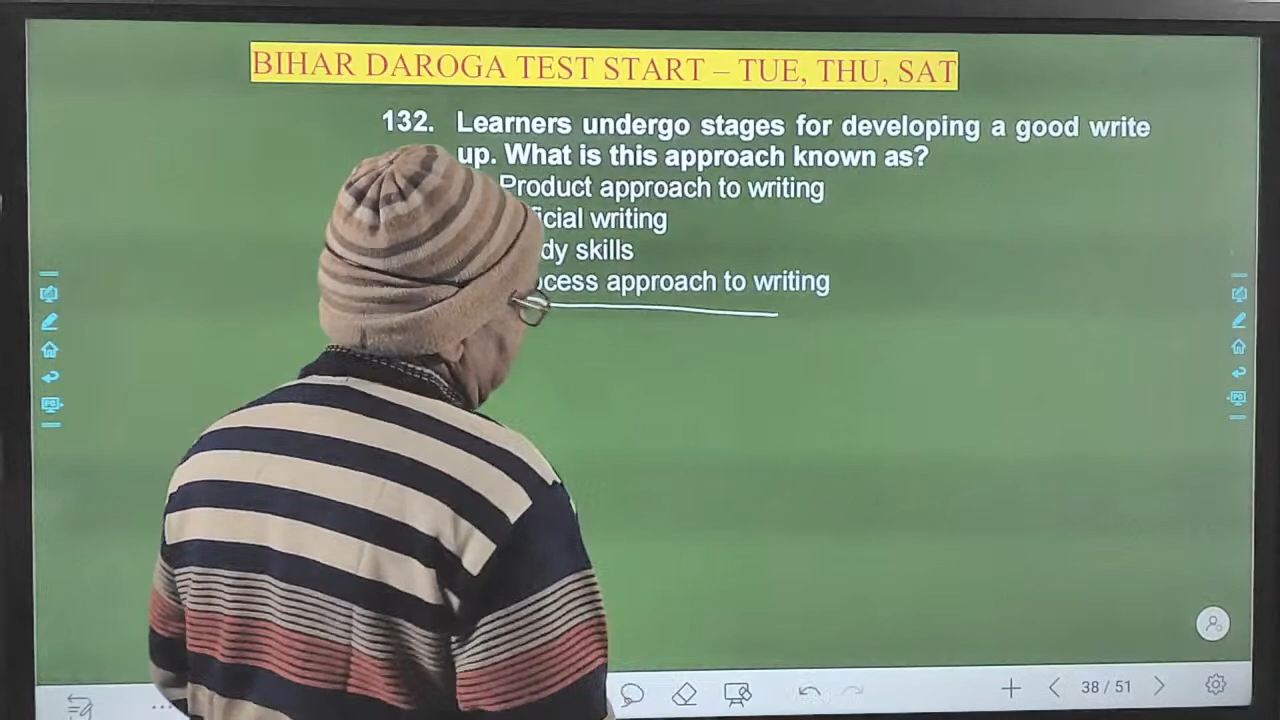 BIHAR DAROGA TEST START – TUE, THU, SAT
132. Learners undergo stages for developing a good write
up. What is this approach known as?
Product approach to writing
icial writing
dy skills
ocess approach to writing
38 / 51